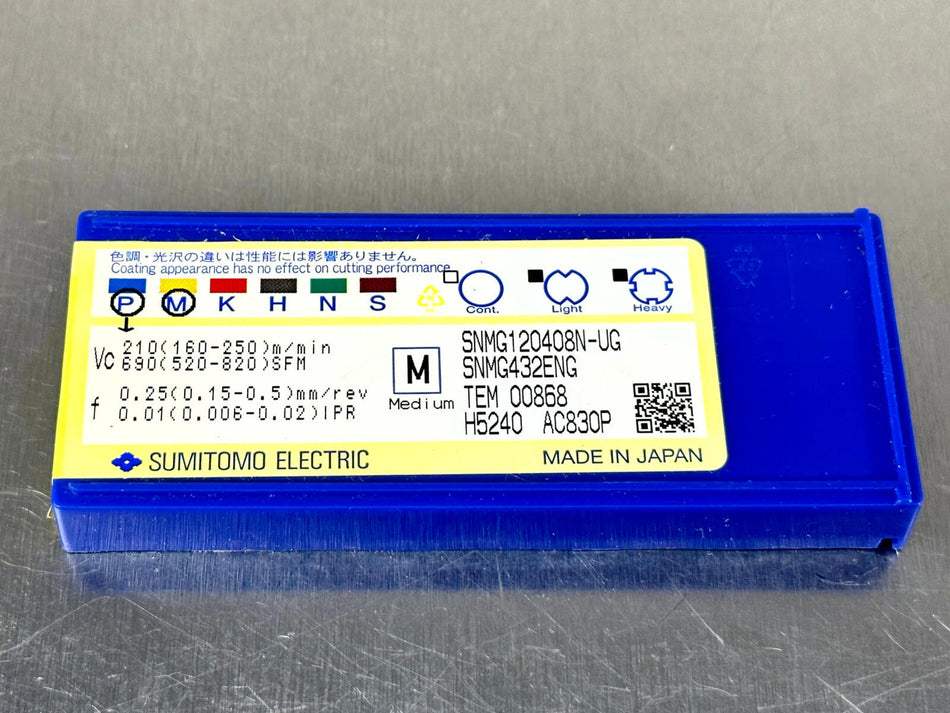 色調・光沢の違いは性能には影響ありません。
Coating appearance has no effect on cutting performance.
P M K H N S
Cont. Light Heavy
Vc 210(160-250)m/min
690(520-820)SFM
f 0.25(0.15-0.5)mm/rev
0.01(0.006-0.02)IPR
M
Medium
SNMG120408N-UG
SNMG432ENG
TEM 00868
H5240 AC830P
SUMITOMO ELECTRIC
MADE IN JAPAN